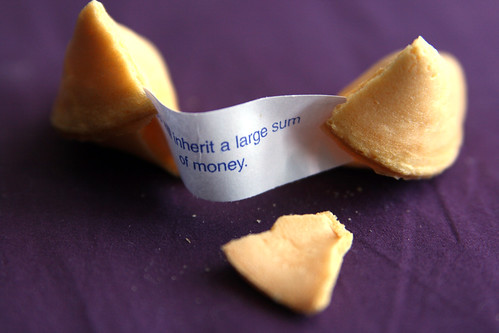 inherit a large sum
of money.